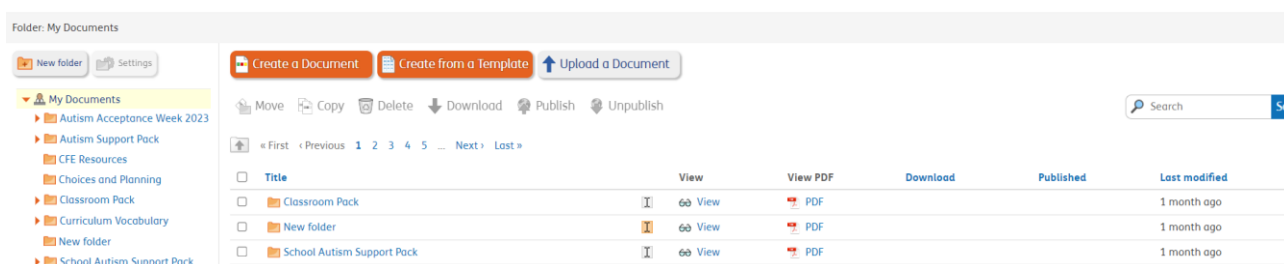 Folder: My Documents
New folder Settings
Create a Document Create from a Template Upload a Document
My Documents
Autism Acceptance Week 2023
Autism Support Pack
CFE Resources
Choices and Planning
Classroom Pack
Curriculum Vocabulary
New folder
School Autism Support Pack
Move Copy Delete Download Publish Unpublish
Search
« First ‹ Previous 1 2 3 4 5 ... Next › Last »
Title View View PDF Download Published Last modified
Classroom Pack View PDF 1 month ago
New folder View PDF 1 month ago
School Autism Support Pack View PDF 1 month ago